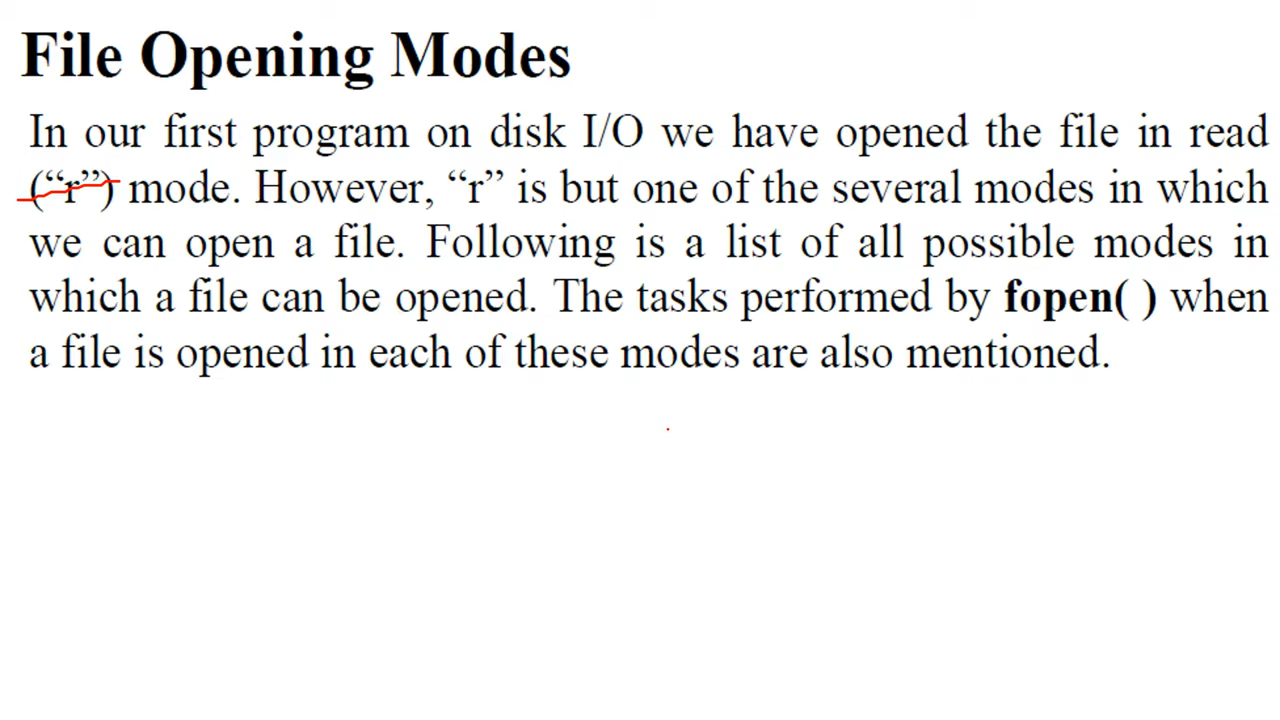 File Opening Modes
In our first program on disk I/O we have opened the file in read
(“r”) mode. However, “r” is but one of the several modes in which
we can open a file. Following is a list of all possible modes in
which a file can be opened. The tasks performed by fopen( ) when
a file is opened in each of these modes are also mentioned.